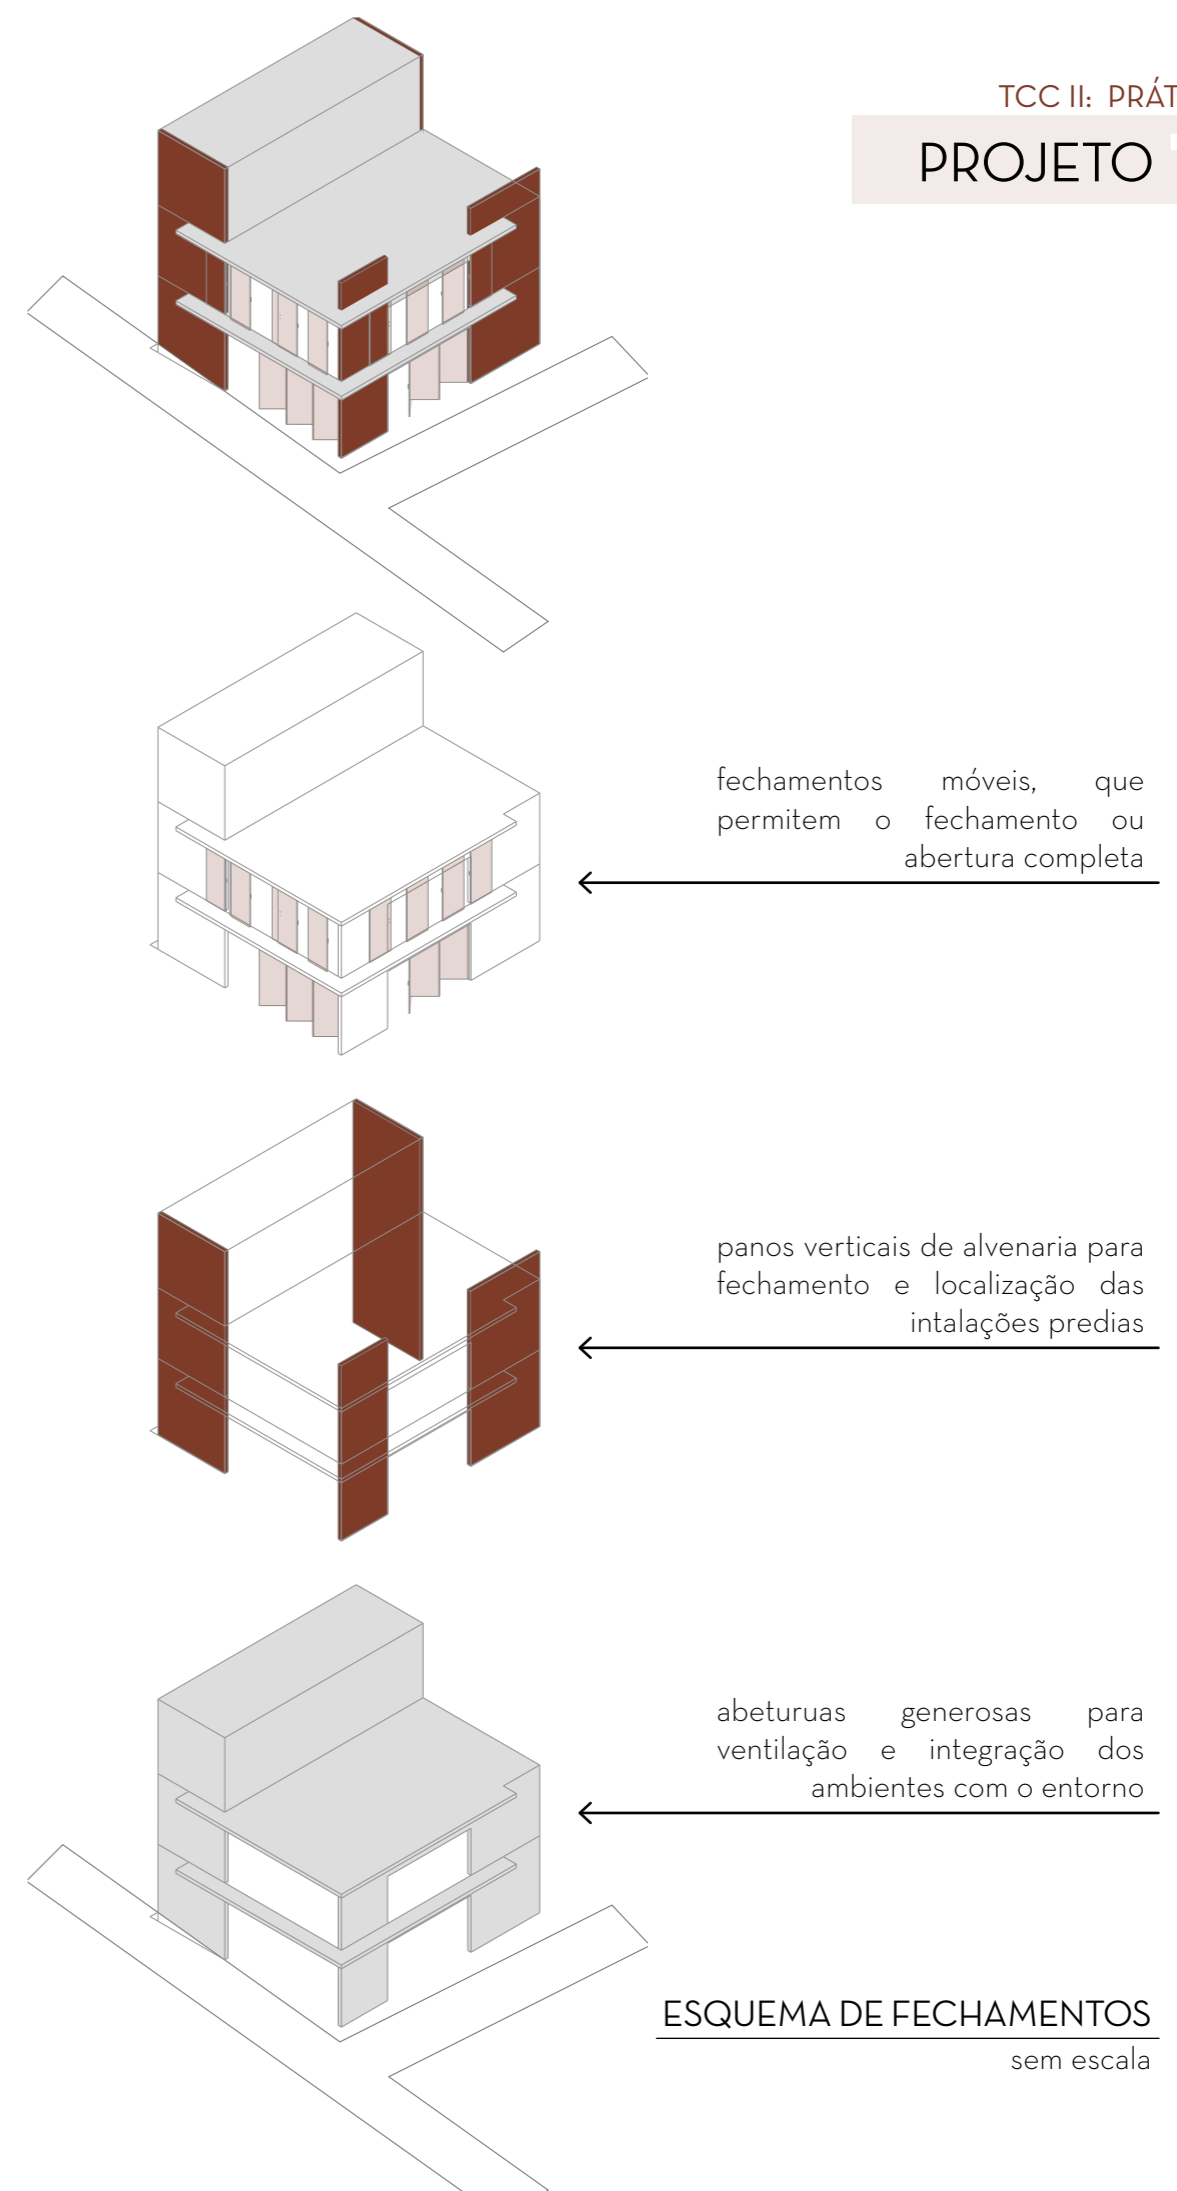 TCC II: PRÁT
PROJETO
fechamentos móveis, que
permitem o fechamento ou
abertura completa
panos verticais de alvenaria para
fechamento e localização das
intalações predias
abeturuas generosas para
ventilação e integração dos
ambientes com o entorno
ESQUEMA DE FECHAMENTOS
sem escala